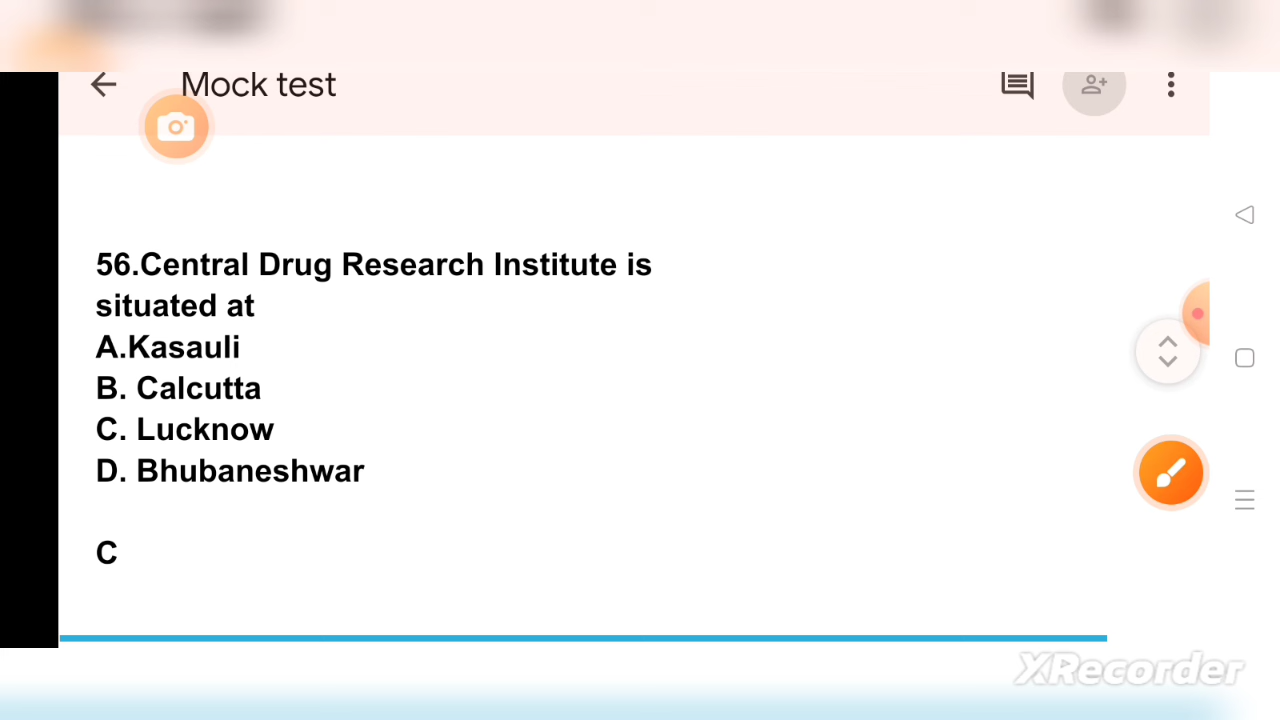 Mock test
56.Central Drug Research Institute is
situated at
A.Kasauli
B. Calcutta
C. Lucknow
D. Bhubaneshwar
C
XRecorder